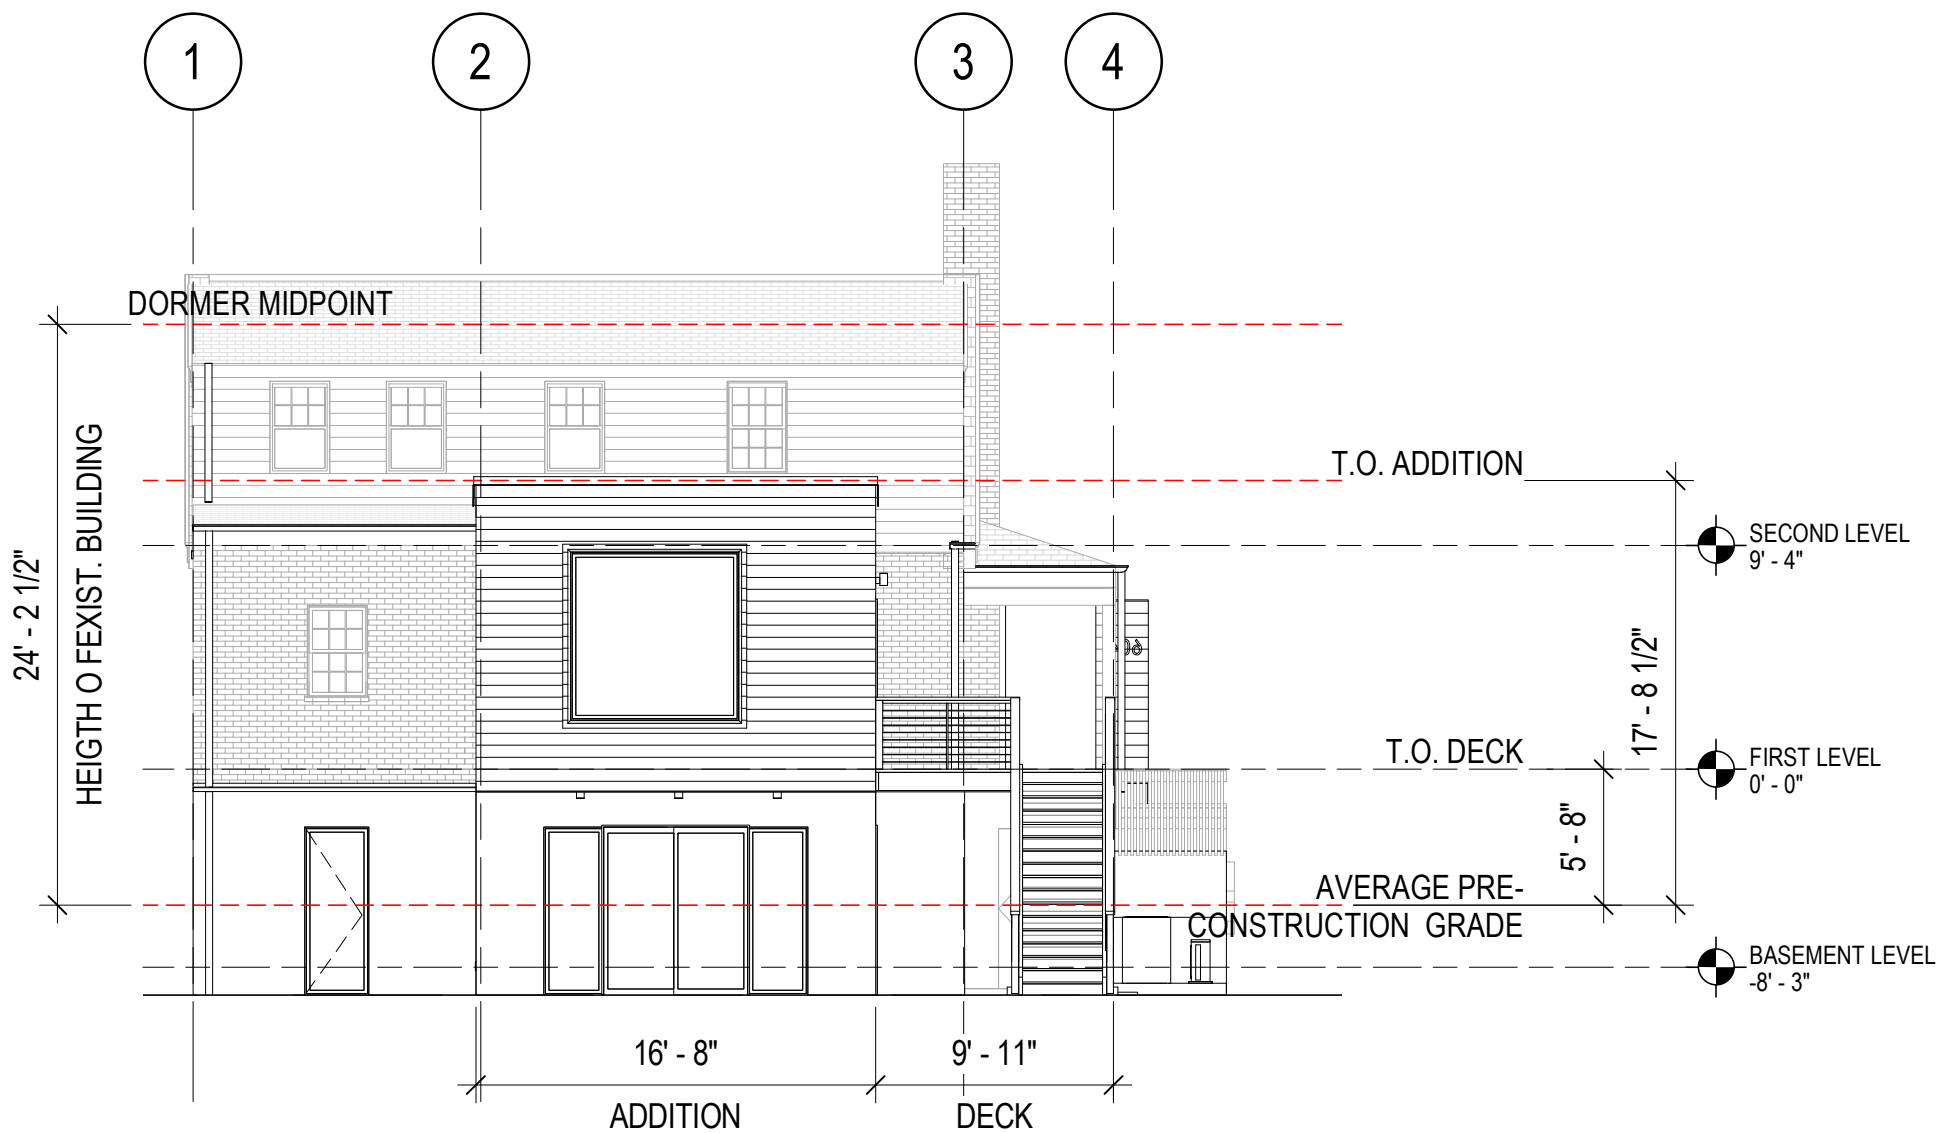 1
2
3
4
DORMER MIDPOINT
T.O. ADDITION
SECOND LEVEL
9' - 4"
24' - 2 1/2"
HEIGTH O FEXIST. BUILDING
17' - 8 1/2"
T.O. DECK
FIRST LEVEL
0' - 0"
5' - 8"
AVERAGE PRE-
CONSTRUCTION GRADE
BASEMENT LEVEL
-8' - 3"
16' - 8"
9' - 11"
ADDITION
DECK